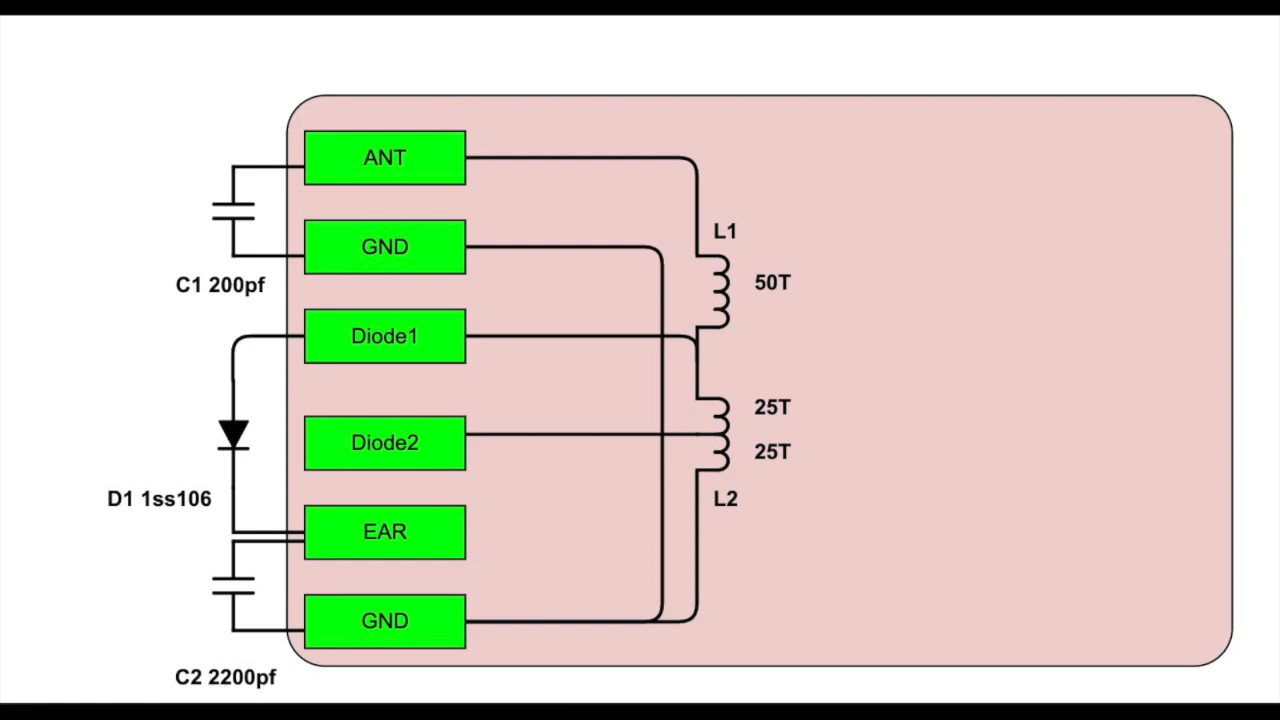 ANT
L1
GND
C1 200pf
50T
Diode1
25T
Diode2
25T
D1 1ss106
L2
EAR
GND
C2 2200pf